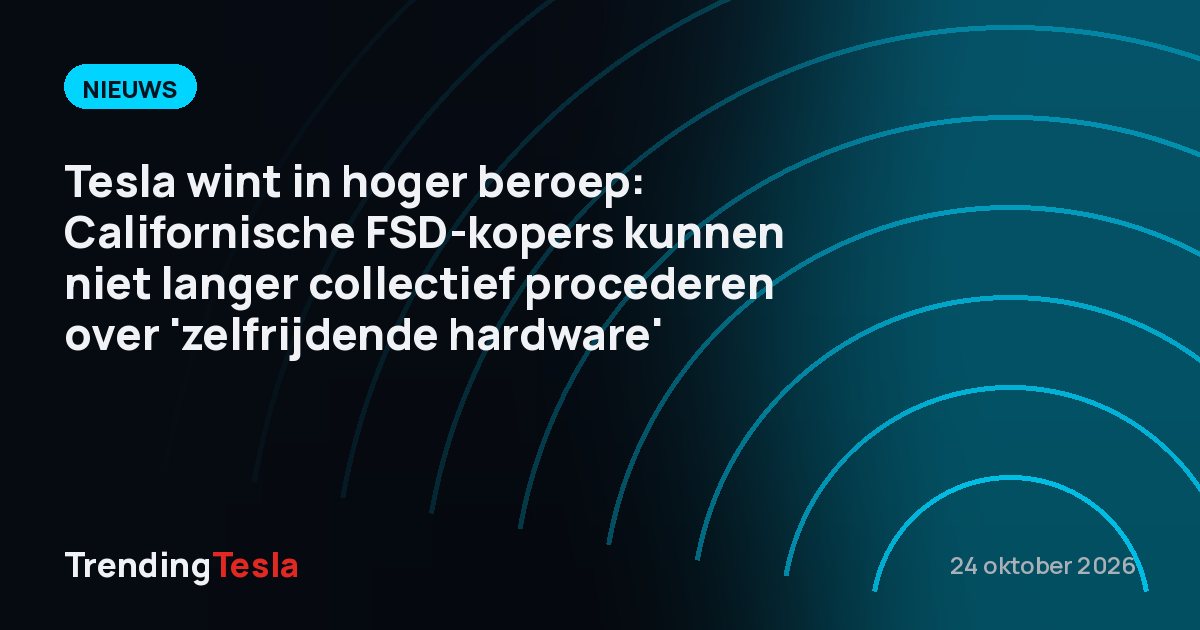 NIEUWS
Tesla wint in hoger beroep:
Californische FSD-kopers kunnen
niet langer collectief procederen
over 'zelfrijdende hardware'
TrendingTesla
24 oktober 2026